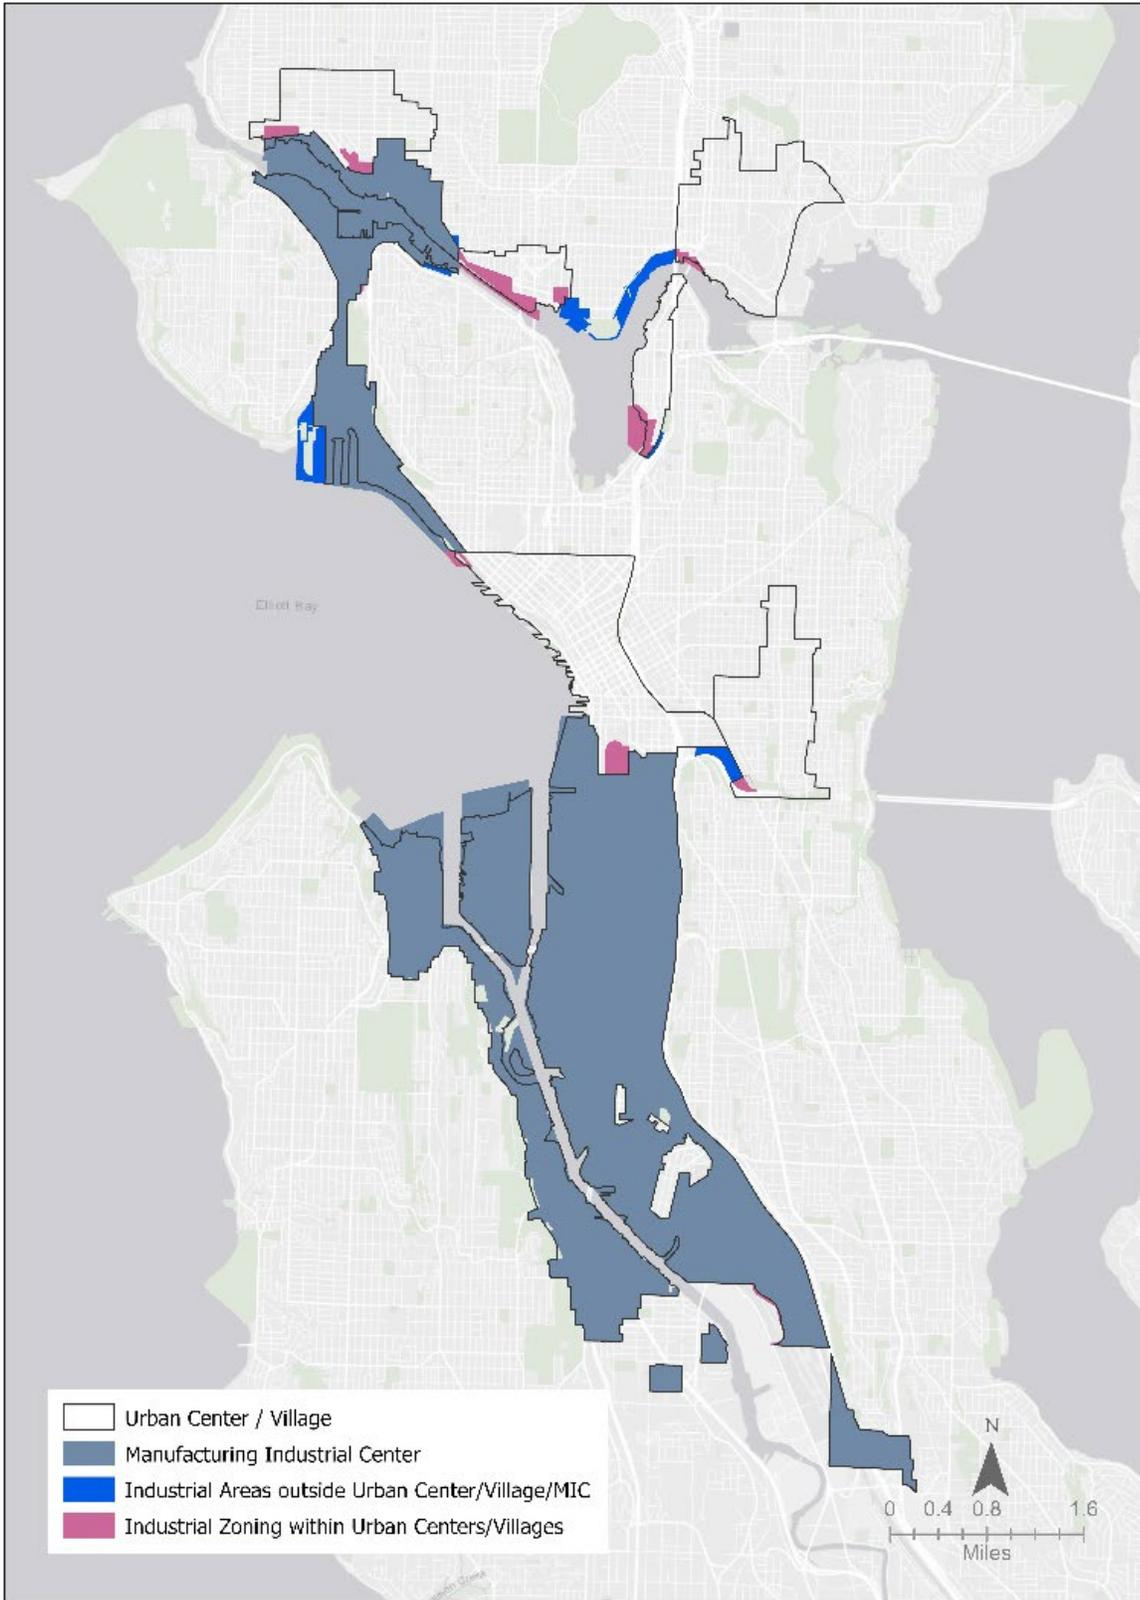 Elliott Bay
Urban Center / Village
Manufacturing Industrial Center
Industrial Areas outside Urban Center/Village/MIC
Industrial Zoning within Urban Centers/Villages
N
0 0.4 0.8 1.6
Miles